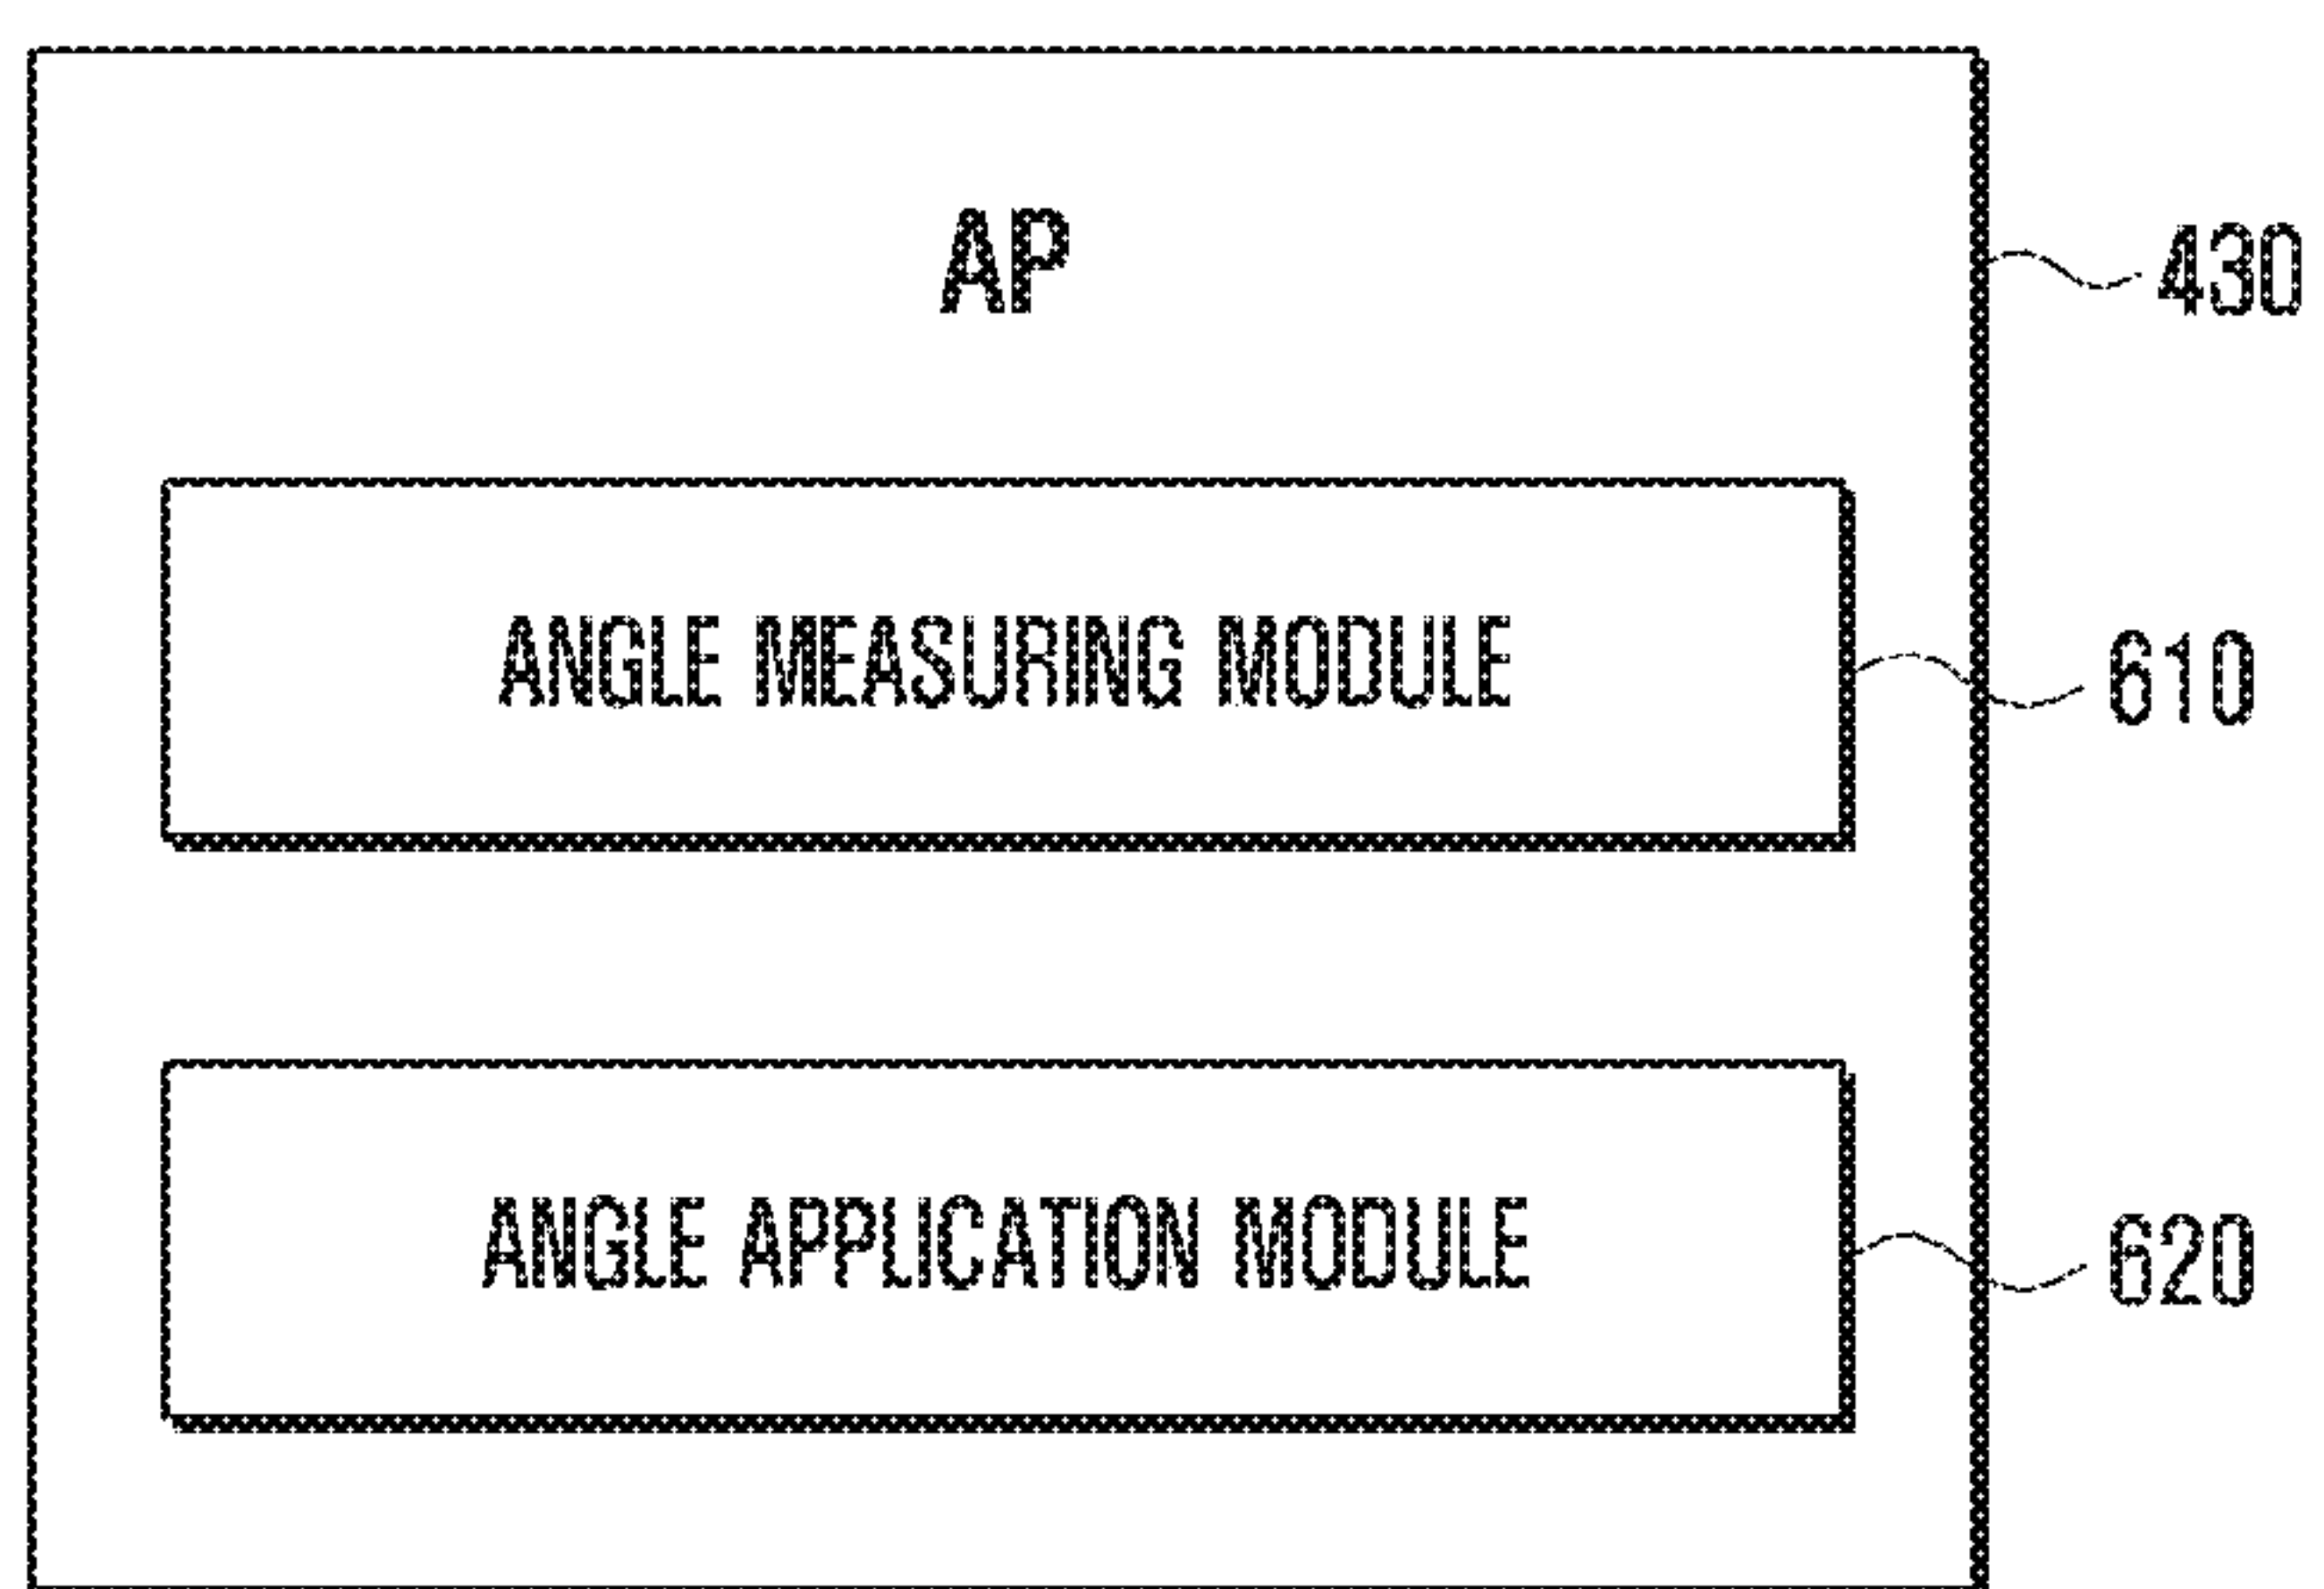 AP
430
ANGLE MEASURING MODULE
610
ANGLE APPLICATION MODULE
620